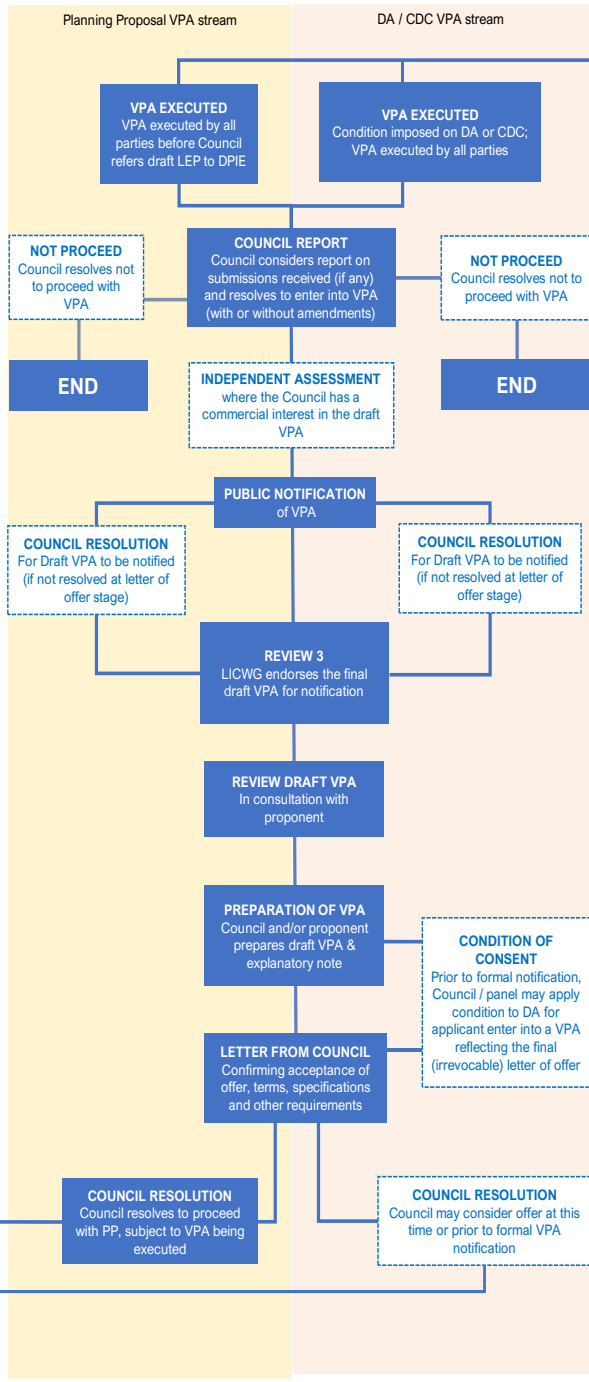 Planning Proposal VPA stream
DA / CDC VPA stream
VPA EXECUTED
VPA executed by all
parties before Council
refers draft LEP to DPIE
VPA EXECUTED
Condition imposed on DA or CDC;
VPA executed by all parties
NOT PROCEED
Council resolves not
to proceed with
VPA
COUNCIL REPORT
Council considers report on
submissions received (if any)
and resolves to enter into VPA
(with or without amendments)
NOT PROCEED
Council resolves not to
proceed with VPA
END
END
INDEPENDENT ASSESSMENT
where the Council has a
commercial interest in the draft
VPA
PUBLIC NOTIFICATION
of VPA
COUNCIL RESOLUTION
For Draft VPA to be notified
(if not resolved at letter of
offer stage)
COUNCIL RESOLUTION
For Draft VPA to be notified
(if not resolved at letter of
offer stage)
REVIEW 3
LICWG endorses the final
draft VPA for notification
REVIEW DRAFT VPA
In consultation with
proponent
PREPARATION OF VPA
Council and/or proponent
prepares draft VPA &
explanatory note
CONDITION OF
CONSENT
Prior to formal notification,
Council / panel may apply
condition to DA for
applicant enter into a VPA
reflecting the final
(irrevocable) letter of offer
LETTER FROM COUNCIL
Confirming acceptance of
offer, terms, specifications
and other requirements
COUNCIL RESOLUTION
Council resolves to proceed
with PP, subject to VPA being
executed
COUNCIL RESOLUTION
Council may consider offer at this
time or prior to formal VPA
notification